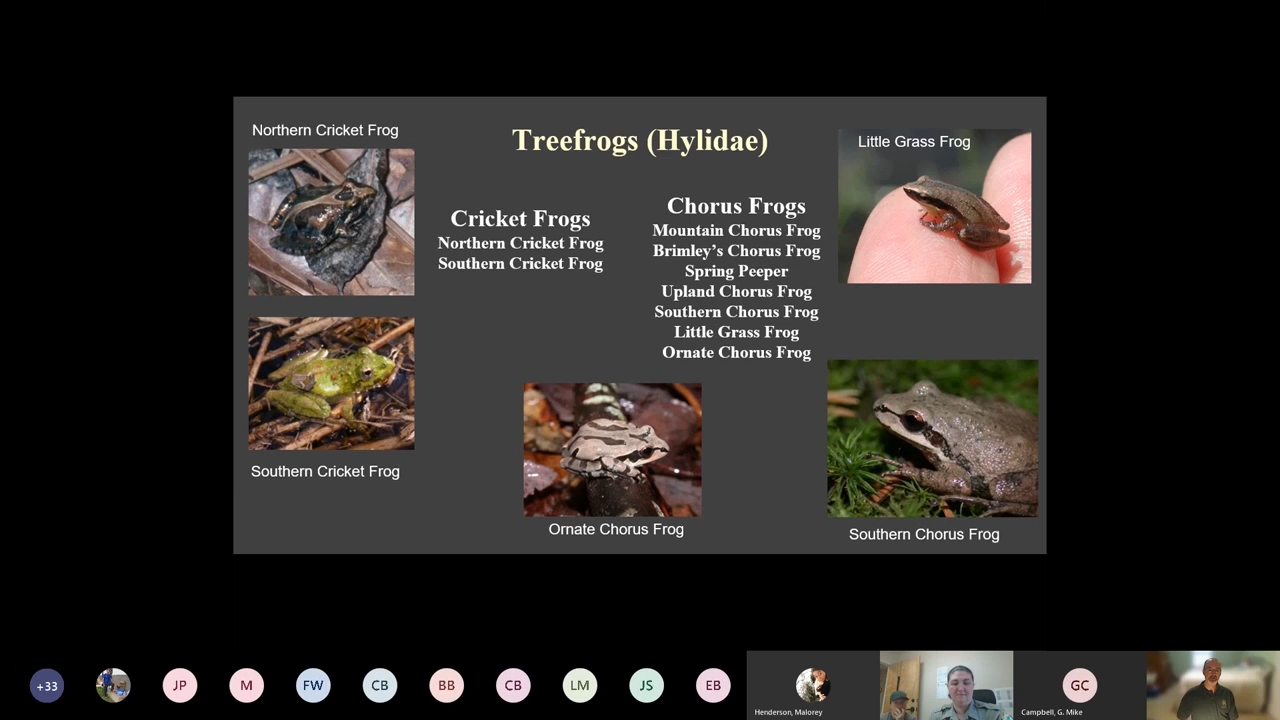 Treefrogs (Hylidae)
Northern Cricket Frog
Little Grass Frog
Cricket Frogs
Northern Cricket Frog
Southern Cricket Frog
Chorus Frogs
Mountain Chorus Frog
Brimley’s Chorus Frog
Spring Peeper
Upland Chorus Frog
Southern Chorus Frog
Little Grass Frog
Ornate Chorus Frog
Southern Cricket Frog
Ornate Chorus Frog
Southern Chorus Frog
+33
JP
M
FW
CB
BB
CB
LM
JS
EB
Henderson, Malorey
GC
Campbell, G. Mike